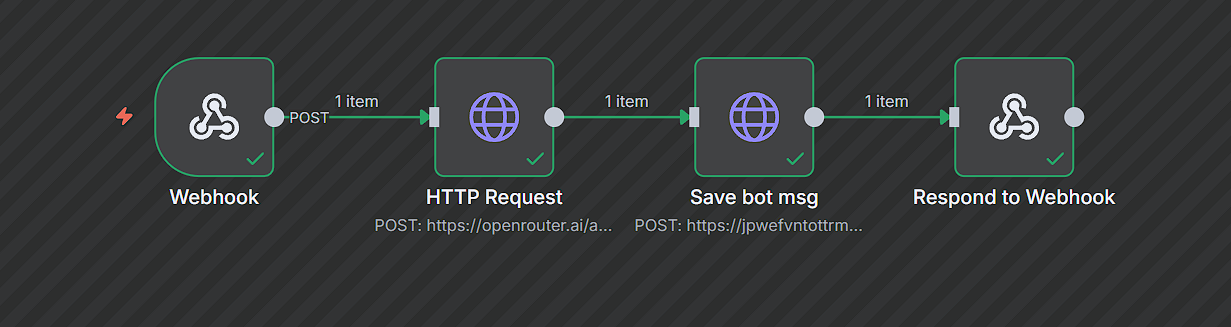 1 item
1 item
1 item
POST
Webhook
HTTP Request
Save bot msg
Respond to Webhook
POST: https://openrouter.ai/a...
POST: https://jpwefvntottrm...